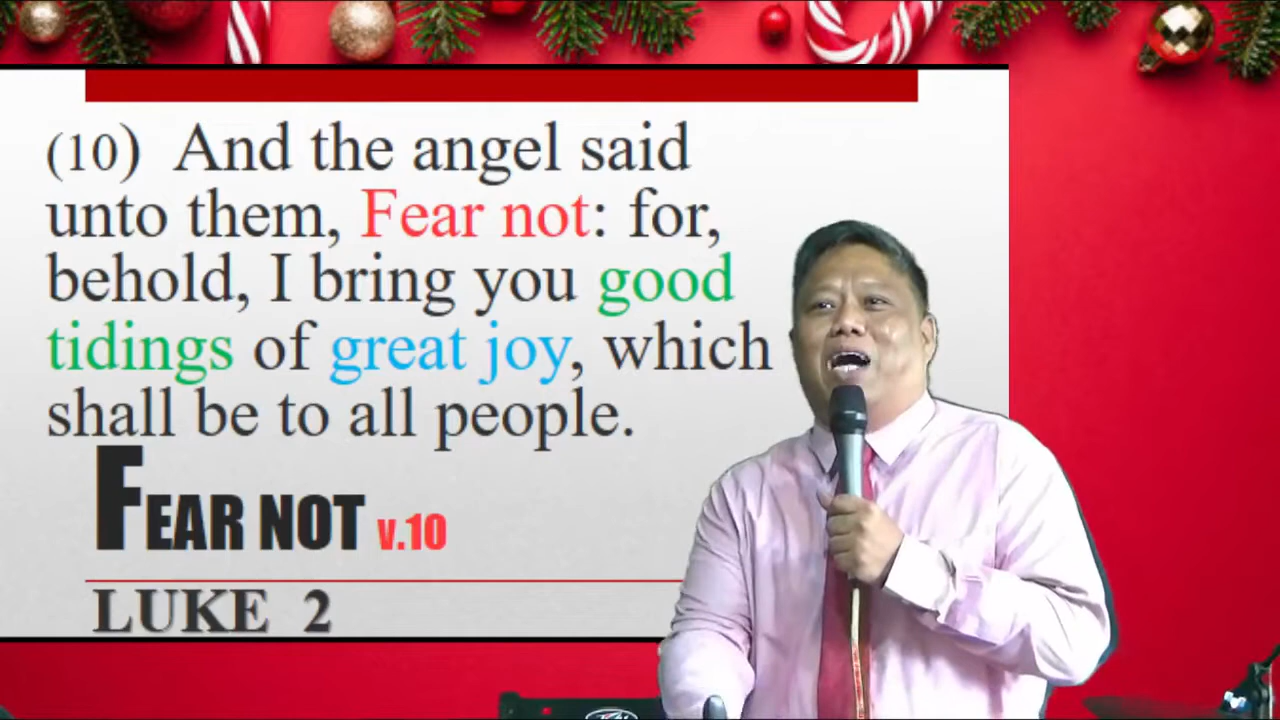 (10) And the angel said
unto them, Fear not: for,
behold, I bring you good
tidings of great joy, which
shall be to all people.
FEAR NOT v.10
LUKE 2